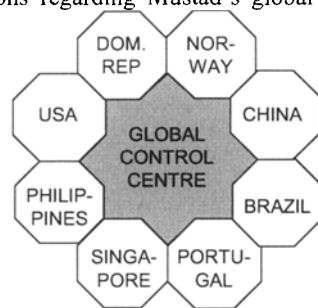 ons regarding Mustad's global
DOM.
REP
NOR-
WAY
USA
CHINA
GLOBAL
CONTROL
CENTRE
PHILIP-
PINES
BRAZIL
SINGA-
PORE
PORTU-
GAL